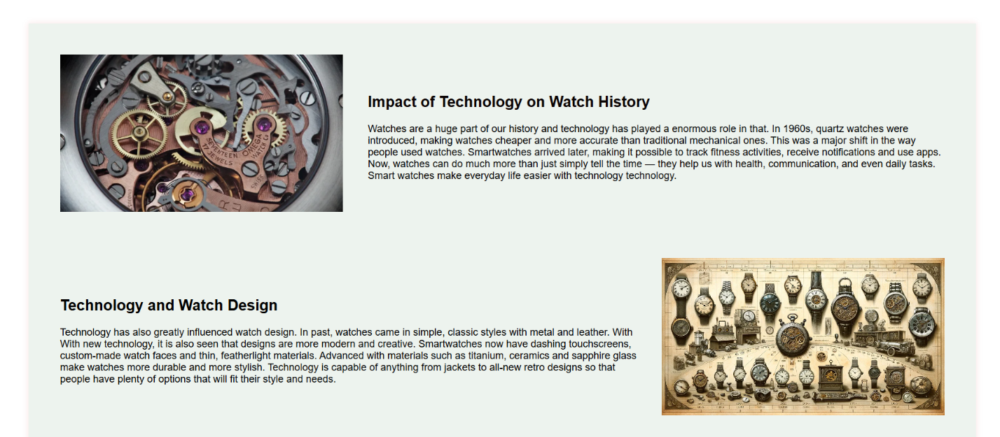 SEVENTEEN
17 JEWELS
OMEGA
WATCH Co
SWISS
Impact of Technology on Watch History
Watches are a huge part of our history and technology has played a enormous role in that. In 1960s, quartz watches were
introduced, making watches cheaper and more accurate than traditional mechanical ones. This was a major shift in the way
people used watches. Smartwatches arrived later, making it possible to track fitness activities, receive notifications and use apps.
Now, watches can do much more than just simply tell the time — they help us with health, communication, and even daily tasks.
Smart watches make everyday life easier with technology technology.
Technology and Watch Design
Technology has also greatly influenced watch design. In past, watches came in simple, classic styles with metal and leather. With
With new technology, it is also seen that designs are more modern and creative. Smartwatches now have dashing touchscreens,
custom-made watch faces and thin, featherlight materials. Advanced with materials such as titanium, ceramics and sapphire glass
make watches more durable and more stylish. Technology is capable of anything from jackets to all-new retro designs so that
people have plenty of options that will fit their style and needs.